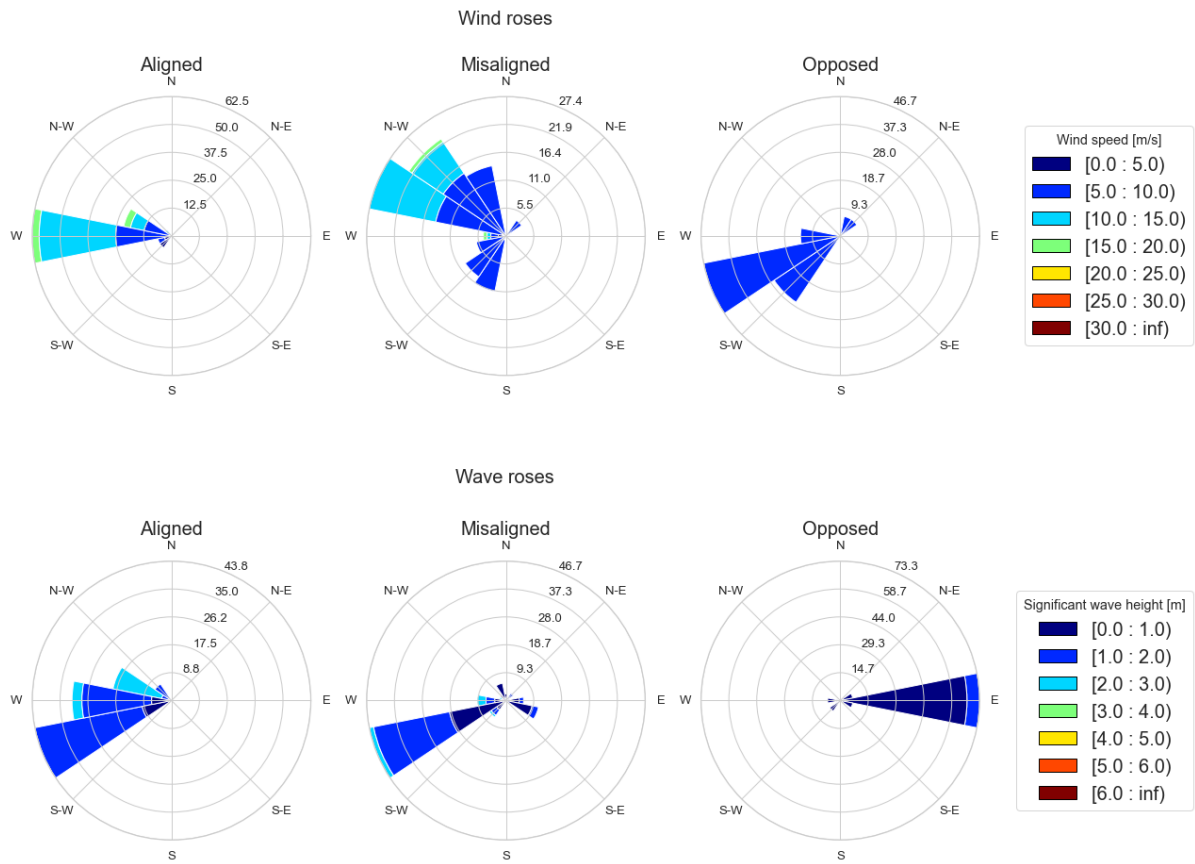 Wind roses
Aligned
N
N-E
E
S-E
S
S-W
W
N-W
12.5
25.0
37.5
50.0
62.5
Misaligned
N
N-E
E
S-E
S
S-W
W
N-W
5.5
11.0
16.4
21.9
27.4
Opposed
N
N-E
E
S-E
S
S-W
W
N-W
9.3
18.7
28.0
37.3
46.7
Wind speed [m/s]
[0.0 : 5.0)
[5.0 : 10.0)
[10.0 : 15.0)
[15.0 : 20.0)
[20.0 : 25.0)
[25.0 : 30.0)
[30.0 : inf)
Wave roses
Aligned
N
N-E
E
S-E
S
S-W
W
N-W
8.8
17.5
26.2
35.0
43.8
Misaligned
N
N-E
E
S-E
S
S-W
W
N-W
9.3
18.7
28.0
37.3
46.7
Opposed
N
N-E
E
S-E
S
S-W
W
N-W
14.7
29.3
44.0
58.7
73.3
Significant wave height [m]
[0.0 : 1.0)
[1.0 : 2.0)
[2.0 : 3.0)
[3.0 : 4.0)
[4.0 : 5.0)
[5.0 : 6.0)
[6.0 : inf)